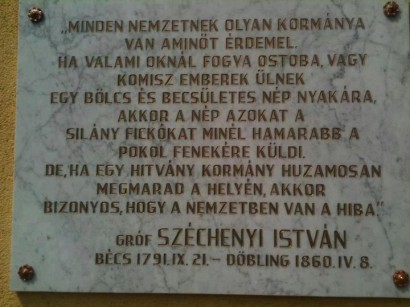 „MINDEN NEMZETNEK OLYAN KORMÁNYA
VAN AMINŐT ÉRDEMEL.
HA VALAMI OKNÁL FOGVA OSTOBA, VAGY
KOMISZ EMBEREK ÜLNEK
EGY BÖLCS ÉS BECSÜLETES NÉP NYAKÁRA,
AKKOR A NÉP AZOKAT A
SILÁNY FICKÓKAT MINÉL HAMARABB A
POKOL FENEKÉRE KÜLDI.
DE, HA EGY HITVÁNY KORMÁNY HUZAMOSAN
MEGMARAD A HELYÉN, AKKOR
BIZONYOS, HOGY A NEMZETBEN VAN A HIBA."
GRÓF SZÉCHENYI ISTVÁN
BÉCS 1791. IX. 21. – DÖBLING 1860. IV. 8.